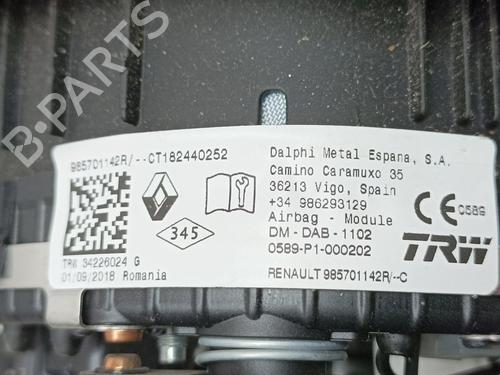 985701142R/--CT182440252
345
TRW 34226024 G
01/09/2018 Romania
Dalphi Metal Espana, S.A.
Camino Caramuxo 35
36213 Vigo, Spain
+34 986293129
Airbag - Module
DM - DAB - 1102
0589-P1-000202
RENAULT 985701142R/--C
CE 0589
TRW
B-PARTS